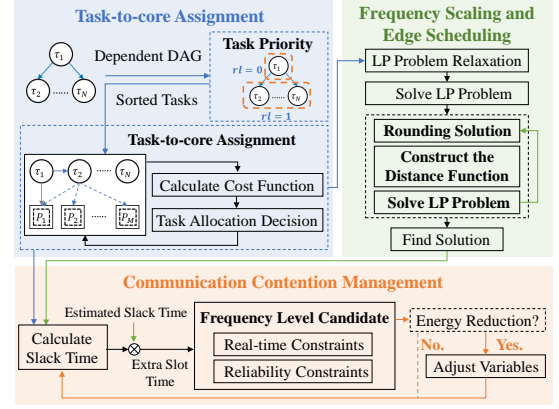 Task-to-core Assignment
τ1
τ2 ...... τN
Dependent DAG
Sorted Tasks
Task Priority
rl = 0
τ1
τ2 ...... τN
rl = 1
Task-to-core Assignment
τ1 τ2 ...... τN
P1 P2 ...... PM
Calculate Cost Function
Task Allocation Decision
Frequency Scaling and
Edge Scheduling
LP Problem Relaxation
Solve LP Problem
Rounding Solution
Construct the
Distance Function
Solve LP Problem
Find Solution
Communication Contention Management
Calculate
Slack Time
Estimated Slack Time
Extra Slot
Time
Frequency Level Candidate
Real-time Constraints
Reliability Constraints
Energy Reduction?
No. Yes.
Adjust Variables